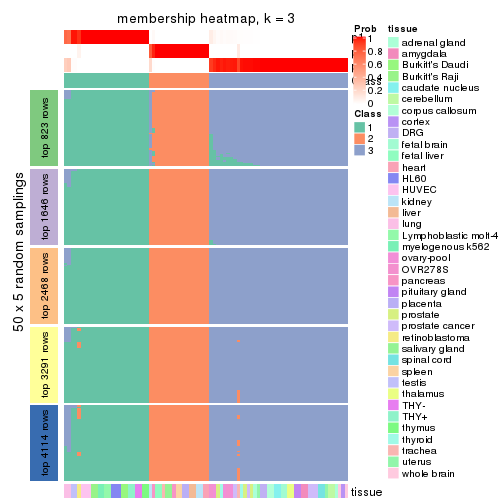 membership heatmap, k = 3
50 x 5 random samplings
top 823 rows
top 1646 rows
top 2468 rows
top 3291 rows
top 4114 rows
tissue
Prob
1
0.8
0.6
0.4
0.2
0
Class
1
2
3
tissue
adrenal gland
amygdala
Burkitt's Daudi
Burkitt's Raji
caudate nucleus
cerebellum
corpus callosum
cortex
DRG
fetal brain
fetal liver
heart
HL60
HUVEC
kidney
liver
lung
Lymphoblastic molt-4
myelogenous k562
ovary-pool
OVR278S
pancreas
pituitary gland
placenta
prostate
prostate cancer
retinoblastoma
salivary gland
spinal cord
spleen
testis
thalamus
THY-
THY+
thymus
thyroid
trachea
uterus
whole brain